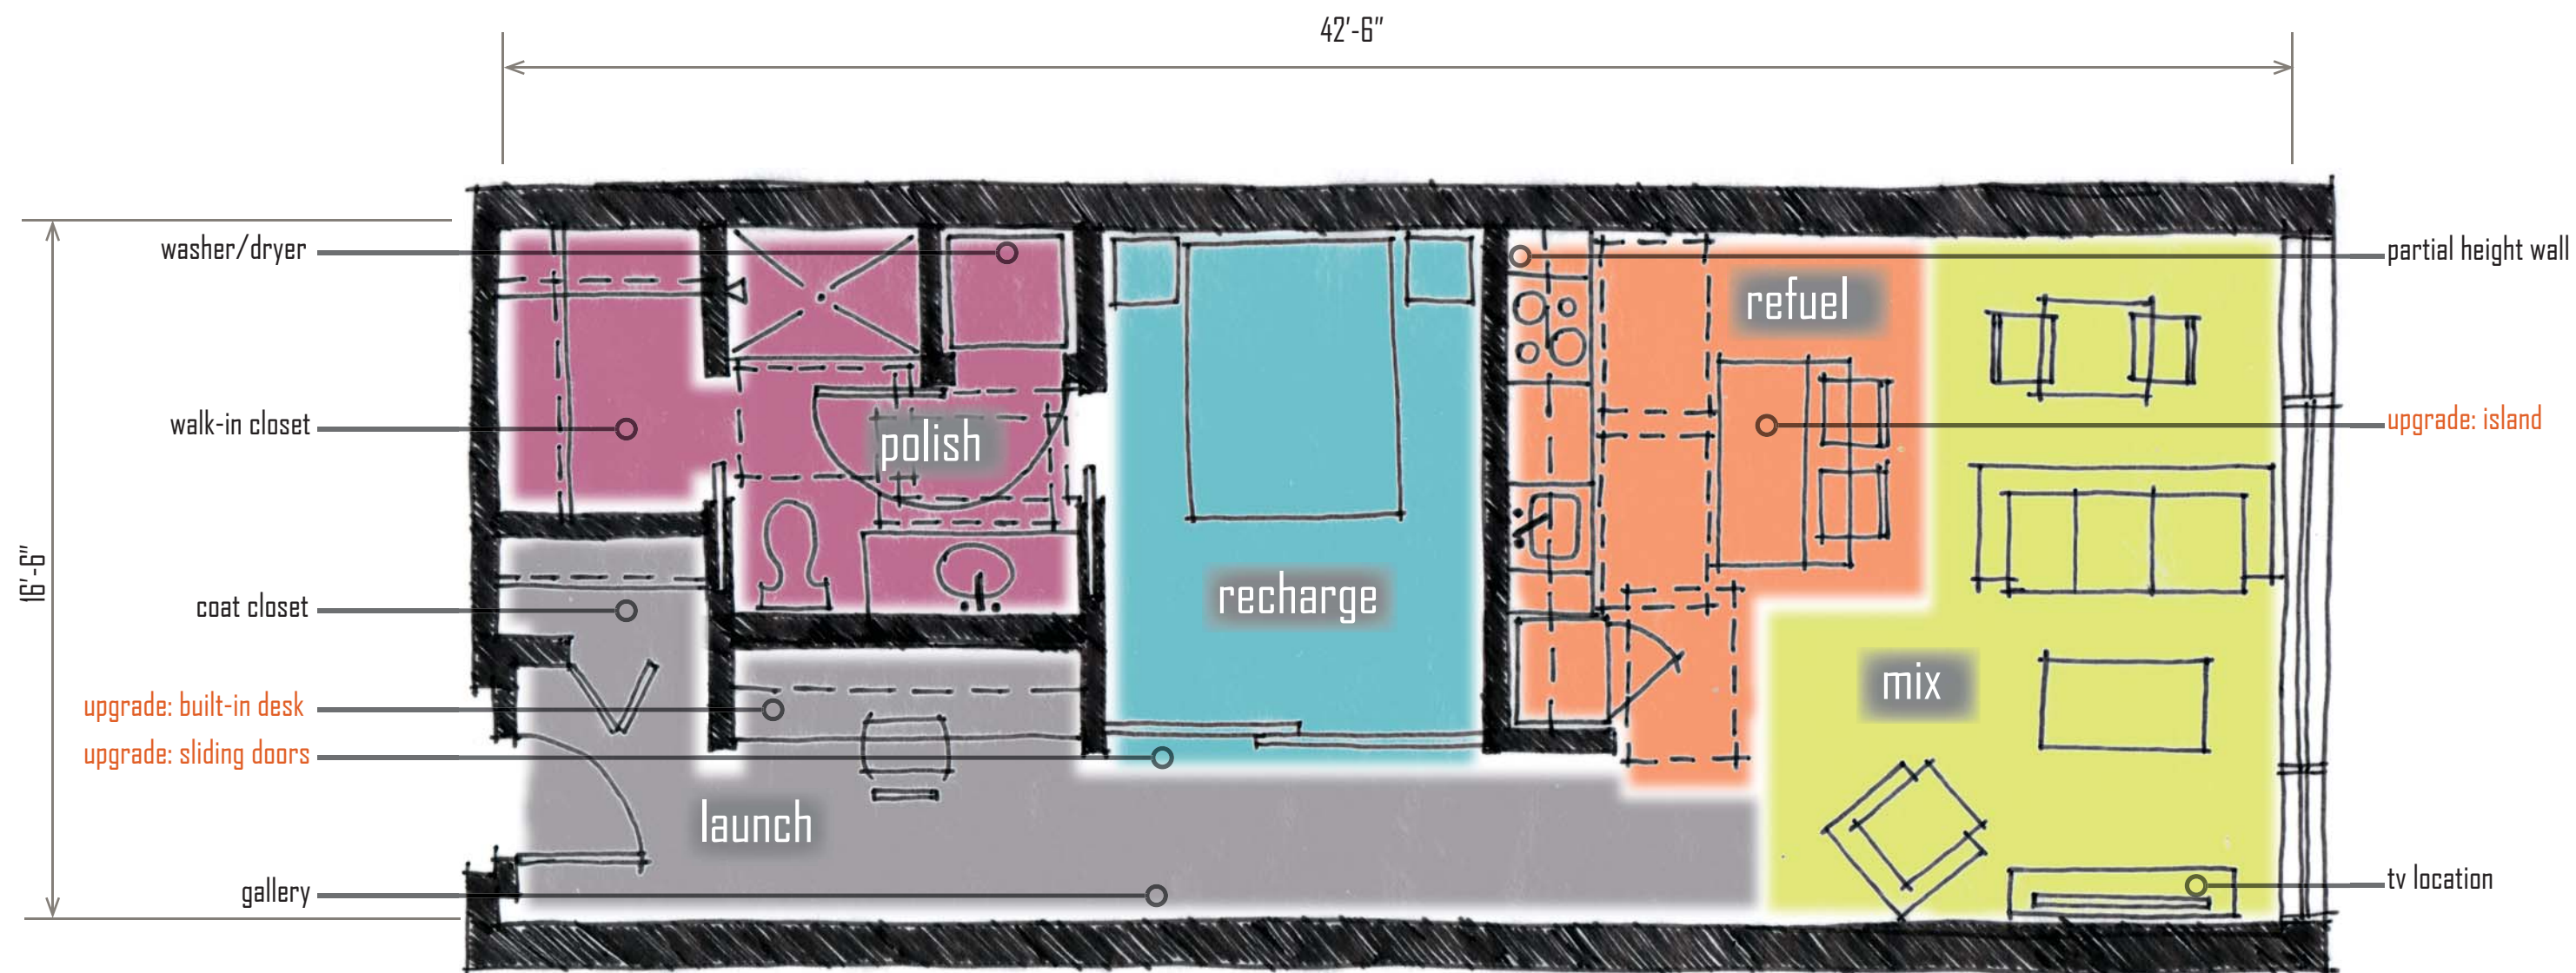 42'-6"
16'-6"
washer/dryer
walk-in closet
coat closet
upgrade: built-in desk
upgrade: sliding doors
gallery
polish
launch
recharge
refuel
mix
partial height wall
upgrade: island
tv location